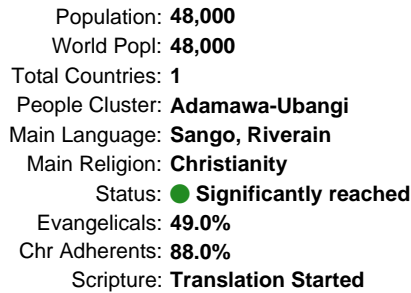 Population: 48,000
World Popl: 48,000
Total Countries: 1
People Cluster: Adamawa-Ubangi
Main Language: Sango, Riverain
Main Religion: Christianity
Status: Significantly reached
Evangelicals: 49.0%
Chr Adherents: 88.0%
Scripture: Translation Started